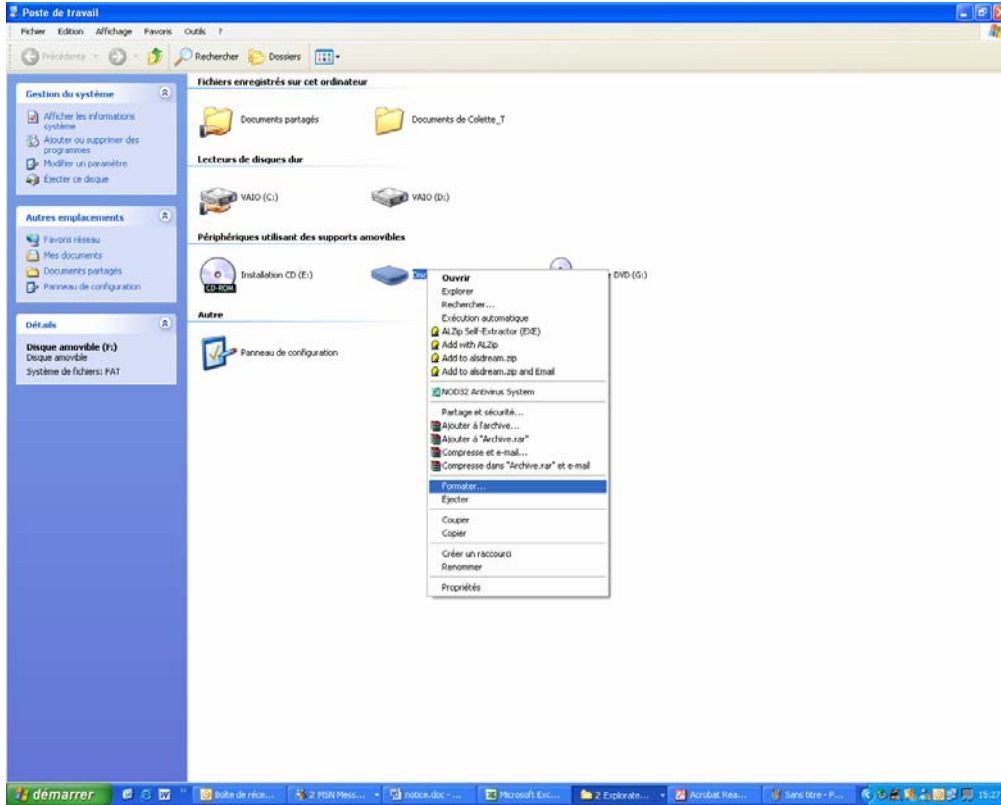 Poste de travail
Fichier Edition Affichage Favoris Outils ?
Précédente Rechercher Dossiers
Gestion du système
Afficher les informations
système
Ajouter ou supprimer des
programmes
Modifier un paramètre
Éjecter ce disque
Autres emplacements
Favoris réseau
Mes documents
Documents partagés
Panneau de configuration
Détails
Disque amovible (F:)
Disque amovible
Système de fichiers: FAT
Fichiers enregistrés sur cet ordinateur
Documents partagés Documents de Colette_T
Lecteurs de disques dur
VAIO (C:) VAIO (D:)
Périphériques utilisant des supports amovibles
CD-ROM Installation CD (E:) DVD (G:)
Autre
Panneau de configuration
Ouvrir
Explorer
Rechercher...
Exécution automatique
ALZip Self-Extractor (EXE)
Add with ALZip
Add to alsdream.zip
Add to alsdream.zip and Email
NOD32 Antivirus System
Partage et sécurité...
Ajouter à l'archive...
Ajouter à "Archive.rar"
Compresse et e-mail...
Compresse dans "Archive.rar" et e-mail
Formater...
Éjecter
Couper
Copier
Créer un raccourci
Renommer
Propriétés
démarrer Boîte de réce... 2 MSN Mess... notice.doc - ... Microsoft Exc... 2 Explorate... Acrobat Rea... Sans titre - P... 15:27